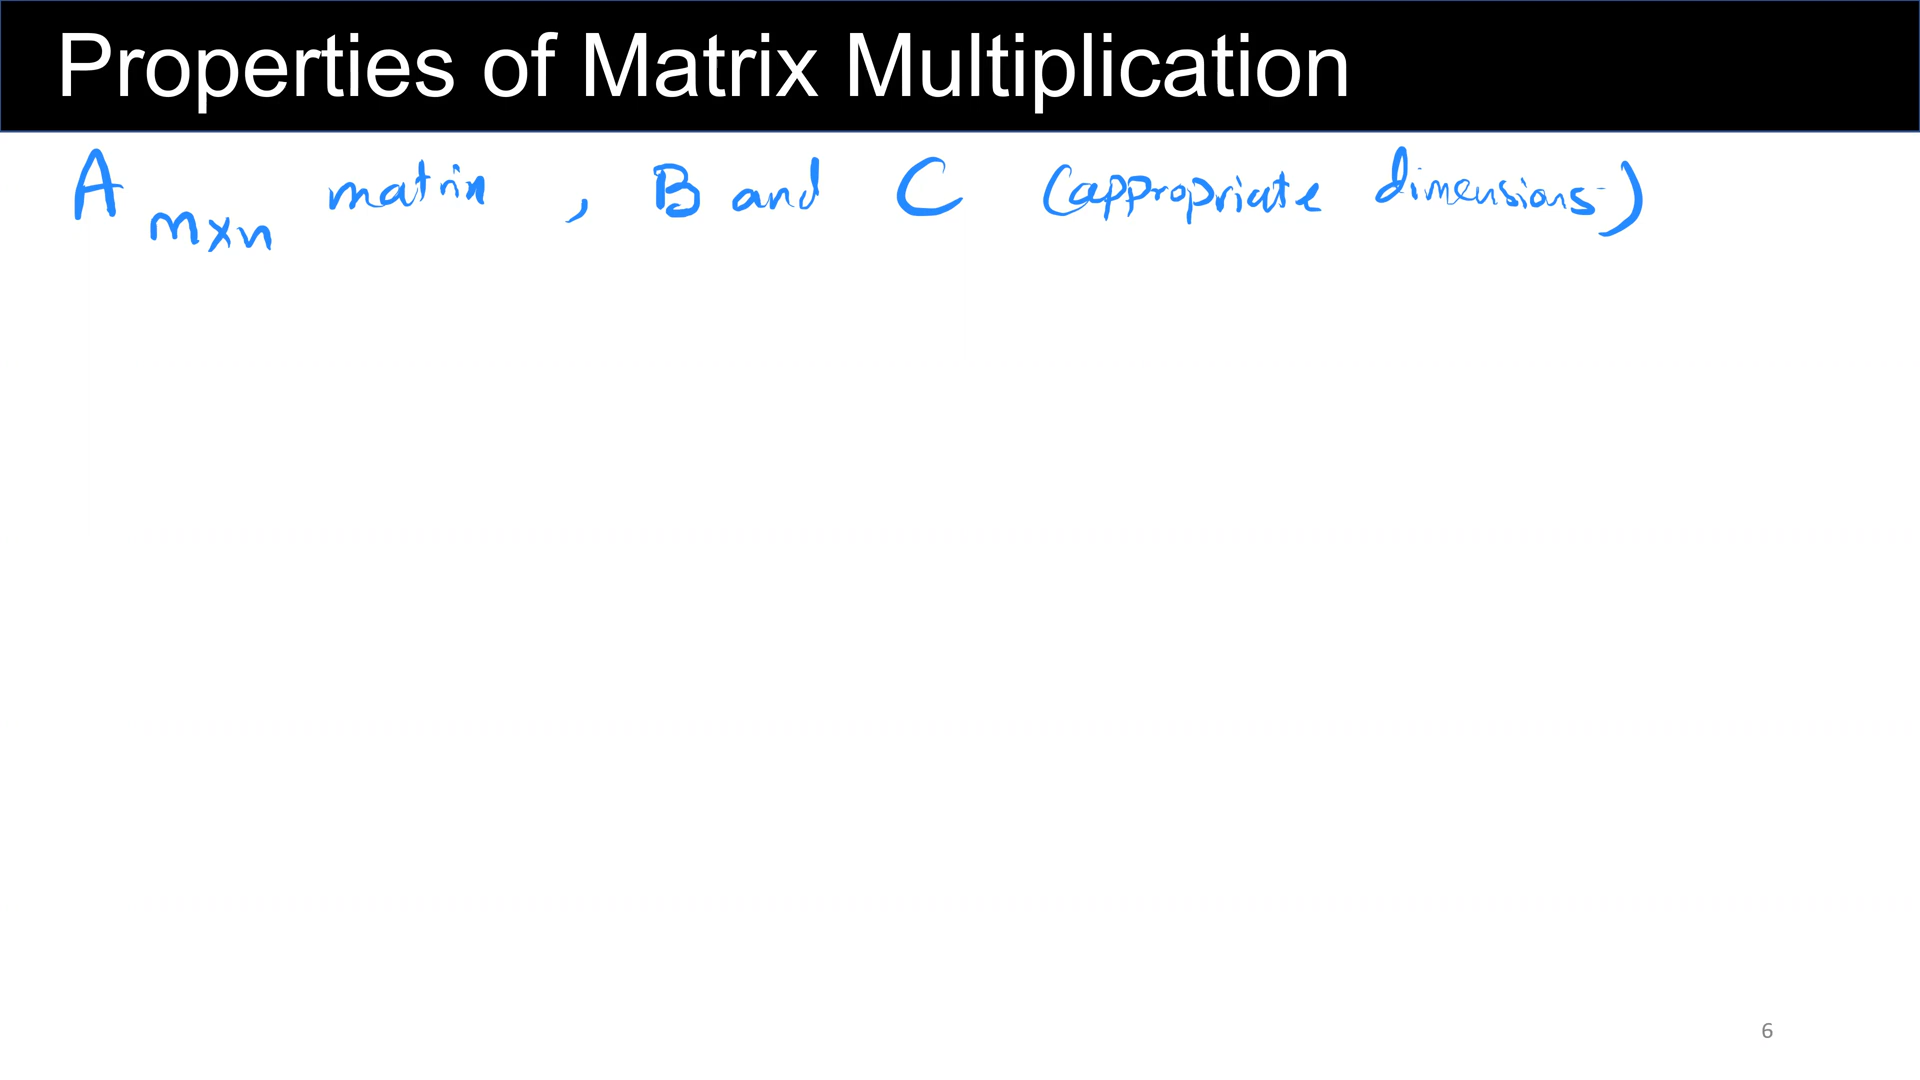 Properties of Matrix Multiplication
A m×n matrix , B and C (appropriate dimensions)
6